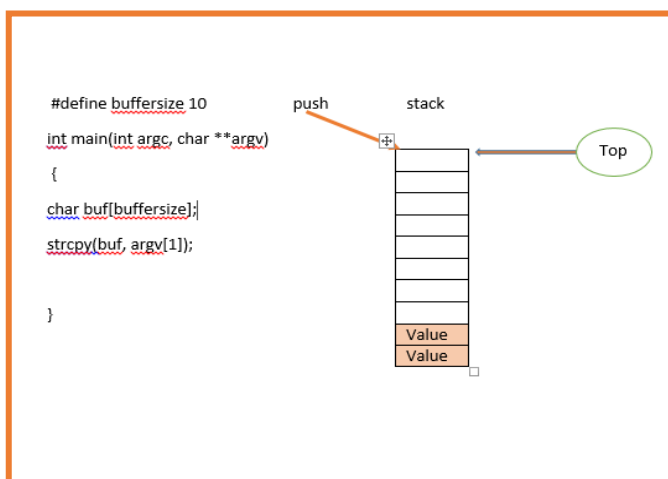 #define buffersize 10 push stack
int main(int argc, char **argv)
Top
{
char buf[buffersize];
strcpy(buf, argv[1]);
}
Value
Value